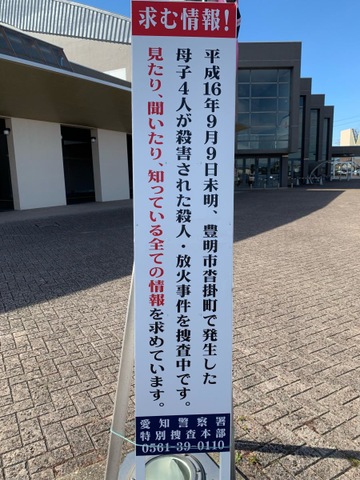 求む情報!
平成16年9月9日未明、豊明市沓掛町で発生した
母子4人が殺害された殺人・放火事件を捜査中です。
見たり、聞いたり、知っている全ての情報を求めています。
愛知警察署
特別捜査本部
0561-39-0110